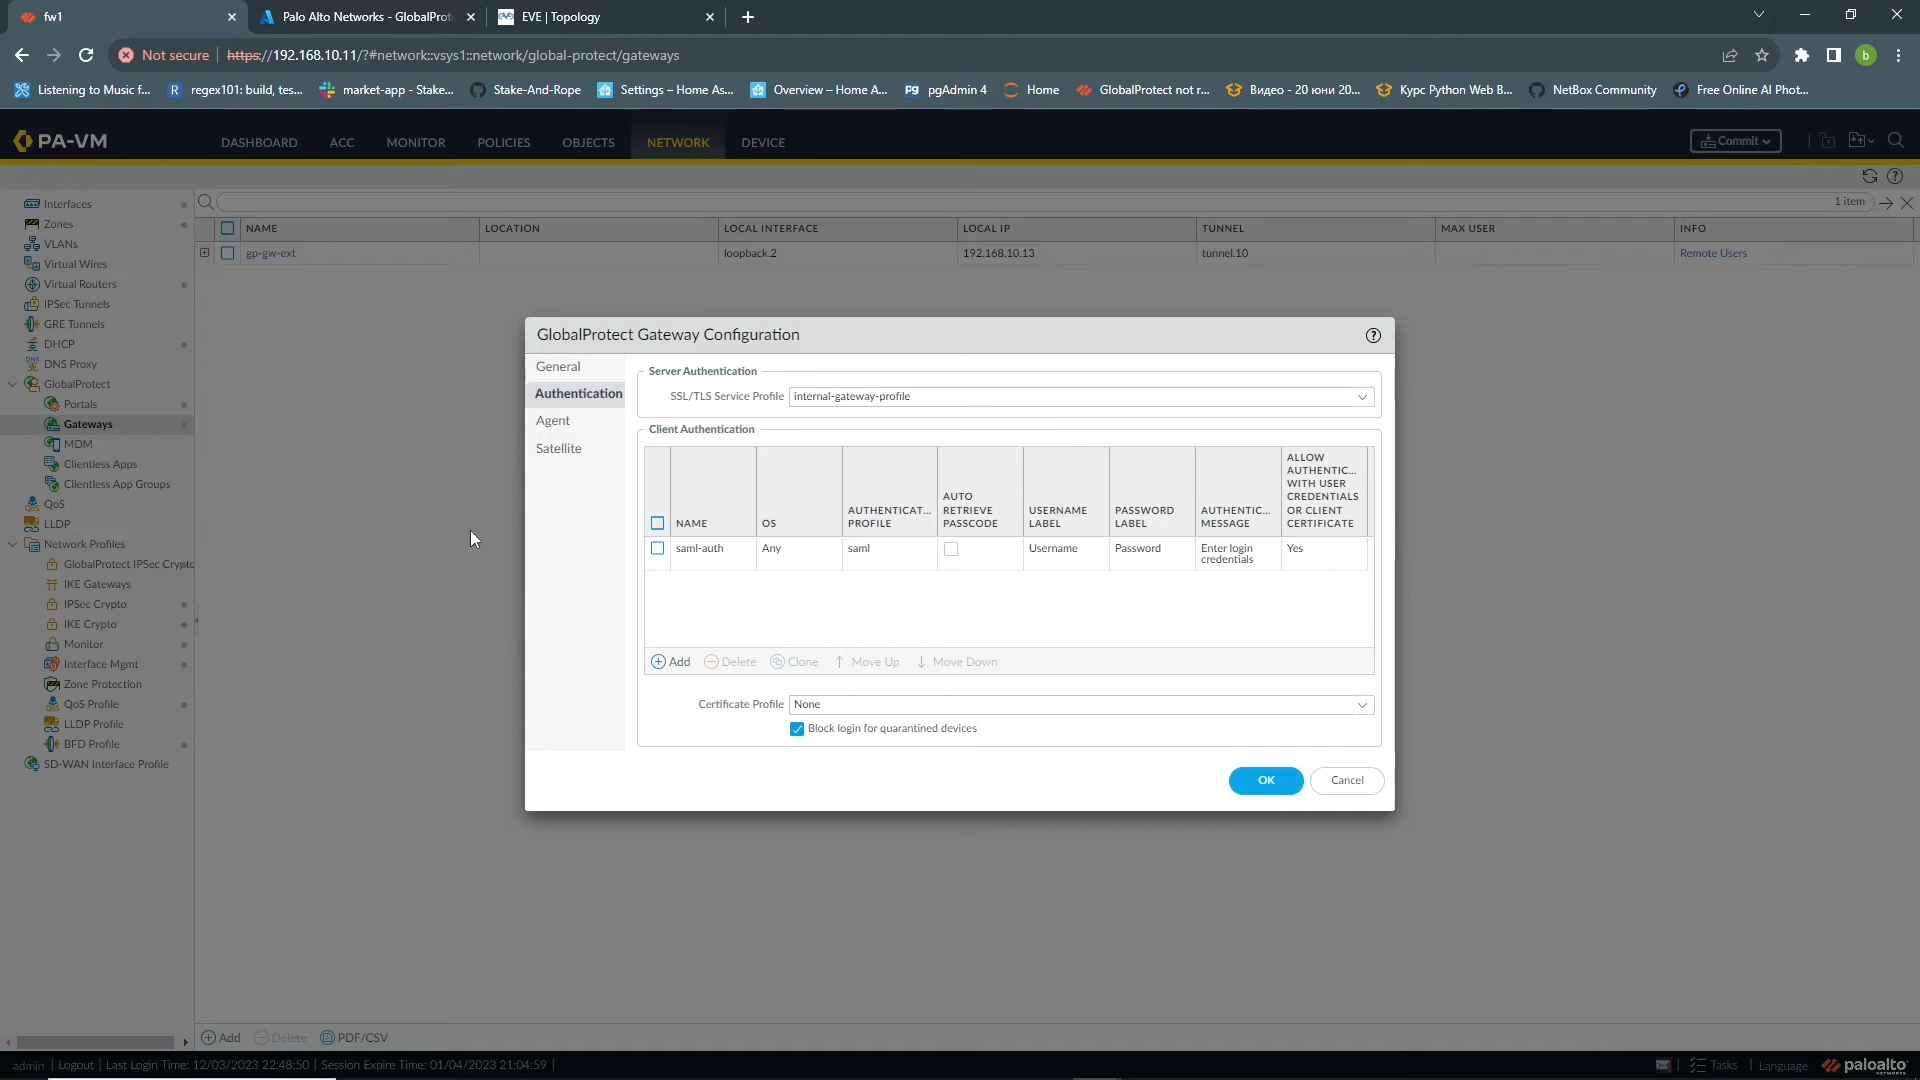 fw1
Palo Alto Networks - GlobalProt
EVE | Topology
Not secure
https://192.168.10.11/?#network::vsys1::network/global-protect/gateways
b
Listening to Music f...
regex101: build, tes...
market-app - Stake...
Stake-And-Rope
Settings – Home As...
Overview – Home A...
pgAdmin 4
Home
GlobalProtect not r...
Видео - 20 юни 20...
Курс Python Web B...
NetBox Community
Free Online AI Phot...
PA-VM
DASHBOARD
ACC
MONITOR
POLICIES
OBJECTS
NETWORK
DEVICE
Commit
Interfaces
Zones
VLANs
Virtual Wires
Virtual Routers
IPSec Tunnels
GRE Tunnels
DHCP
DNS Proxy
GlobalProtect
Portals
Gateways
MDM
Clientless Apps
Clientless App Groups
QoS
LLDP
Network Profiles
GlobalProtect IPSec Crypto
IKE Gateways
IPSec Crypto
IKE Crypto
Monitor
Interface Mgmt
Zone Protection
QoS Profile
LLDP Profile
BFD Profile
SD-WAN Interface Profile
1 item
NAME
LOCATION
LOCAL INTERFACE
LOCAL IP
TUNNEL
MAX USER
INFO
gp-gw-ext
loopback.2
192.168.10.13
tunnel.10
Remote Users
GlobalProtect Gateway Configuration
General
Authentication
Agent
Satellite
Server Authentication
SSL/TLS Service Profile
internal-gateway-profile
Client Authentication
NAME
OS
AUTHENTICAT...
PROFILE
AUTO
RETRIEVE
PASSCODE
USERNAME
LABEL
PASSWORD
LABEL
AUTHENTIC...
MESSAGE
ALLOW
AUTHENTIC...
WITH USER
CREDENTIALS
OR CLIENT
CERTIFICATE
saml-auth
Any
saml
Username
Password
Enter login
credentials
Yes
Add
Delete
Clone
Move Up
Move Down
Certificate Profile
None
Block login for quarantined devices
OK
Cancel
Add
Delete
PDF/CSV
admin | Logout | Last Login Time: 12/03/2023 22:48:50 | Session Expire Time: 01/04/2023 21:04:59 |
Tasks | Language
paloalto
NETWORKS